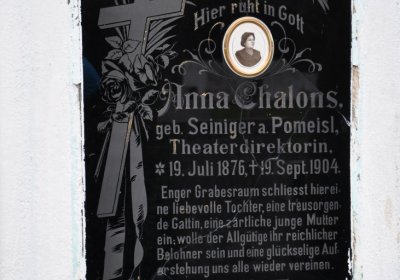 Hier ruht in Gott
Anna Chalons,
geb. Seiniger a. Pomeisl,
Theaterdirektorin,
✲ 19. Juli 1876, † 19. Sept. 1904.
Enger Grabesraum schliesst hier ei=
ne liebevolle Tochter, eine treusorgen=
de Gattin, eine zärtliche junge Mutter
ein; wolle der Allgütige ihr reichlicher
Belohner sein und eine glückselige Auf=
erstehung uns alle wieder vereinen.